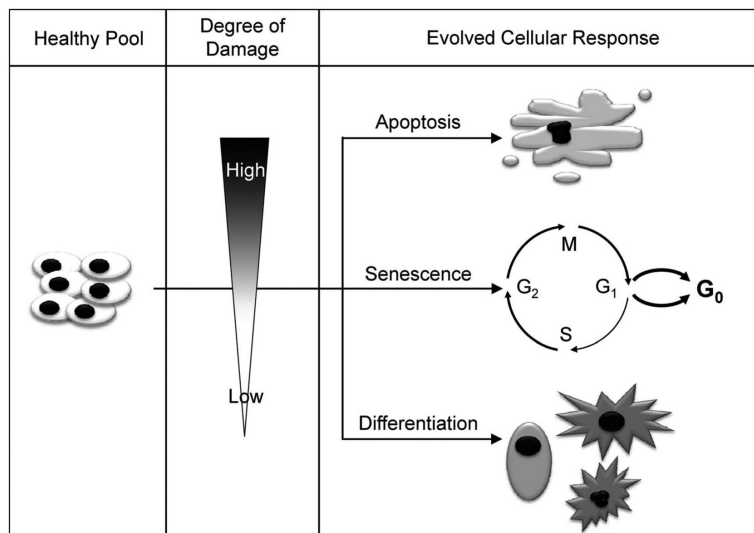 Healthy Pool
Degree of
Damage
Evolved Cellular Response
High
Low
Apoptosis
Senescence
M
G₂
G₁
S
G₀
Differentiation